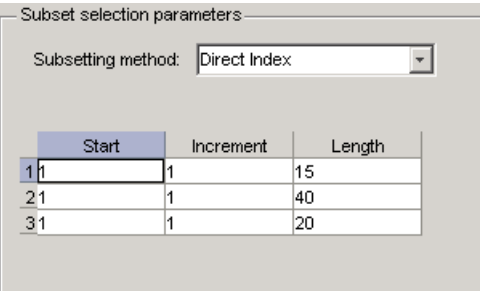 Subset selection parameters
Subsetting method: Direct Index
Start Increment Length
1 1 1 15
2 1 1 40
3 1 1 20